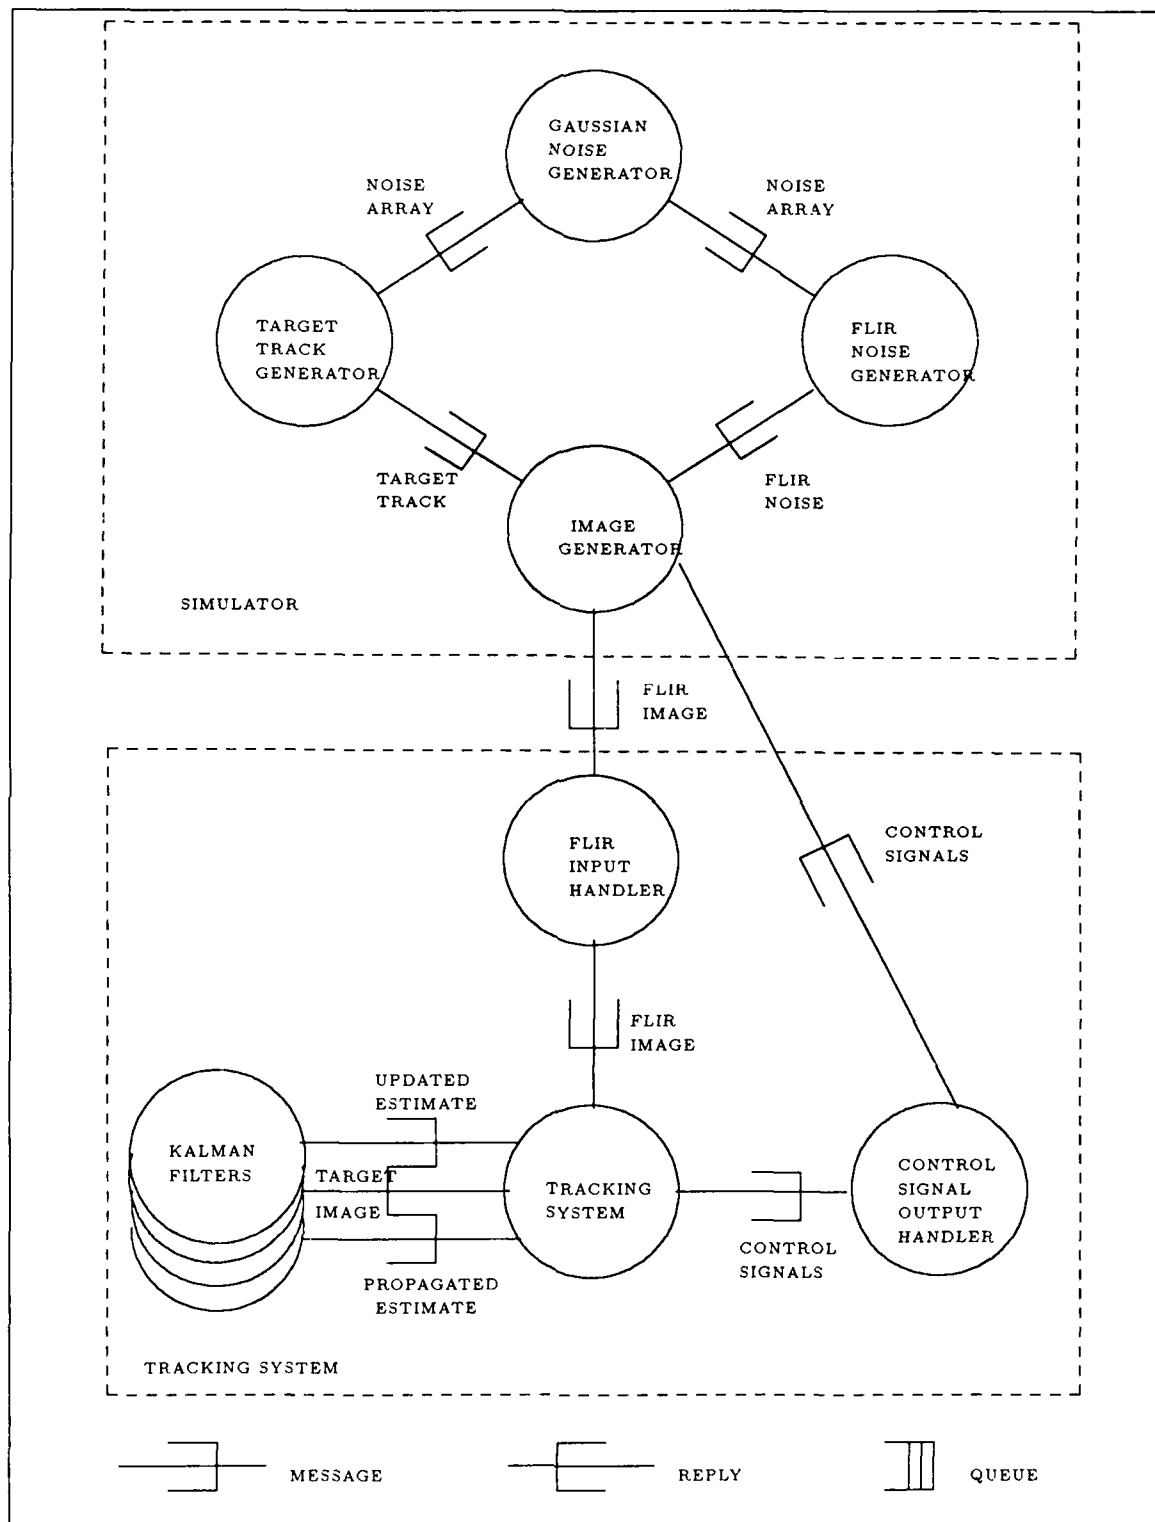 GAUSSIAN
NOISE
GENERATOR
NOISE
ARRAY
NOISE
ARRAY
TARGET
TRACK
GENERATOR
FLIR
NOISE
GENERATOR
TARGET
TRACK
FLIR
NOISE
IMAGE
GENERATOR
SIMULATOR
FLIR
IMAGE
FLIR
INPUT
HANDLER
CONTROL
SIGNALS
FLIR
IMAGE
UPDATED
ESTIMATE
KALMAN
FILTERS
TARGET
IMAGE
TRACKING
SYSTEM
CONTROL
SIGNAL
OUTPUT
HANDLER
CONTROL
SIGNALS
PROPAGATED
ESTIMATE
TRACKING SYSTEM
MESSAGE
REPLY
QUEUE